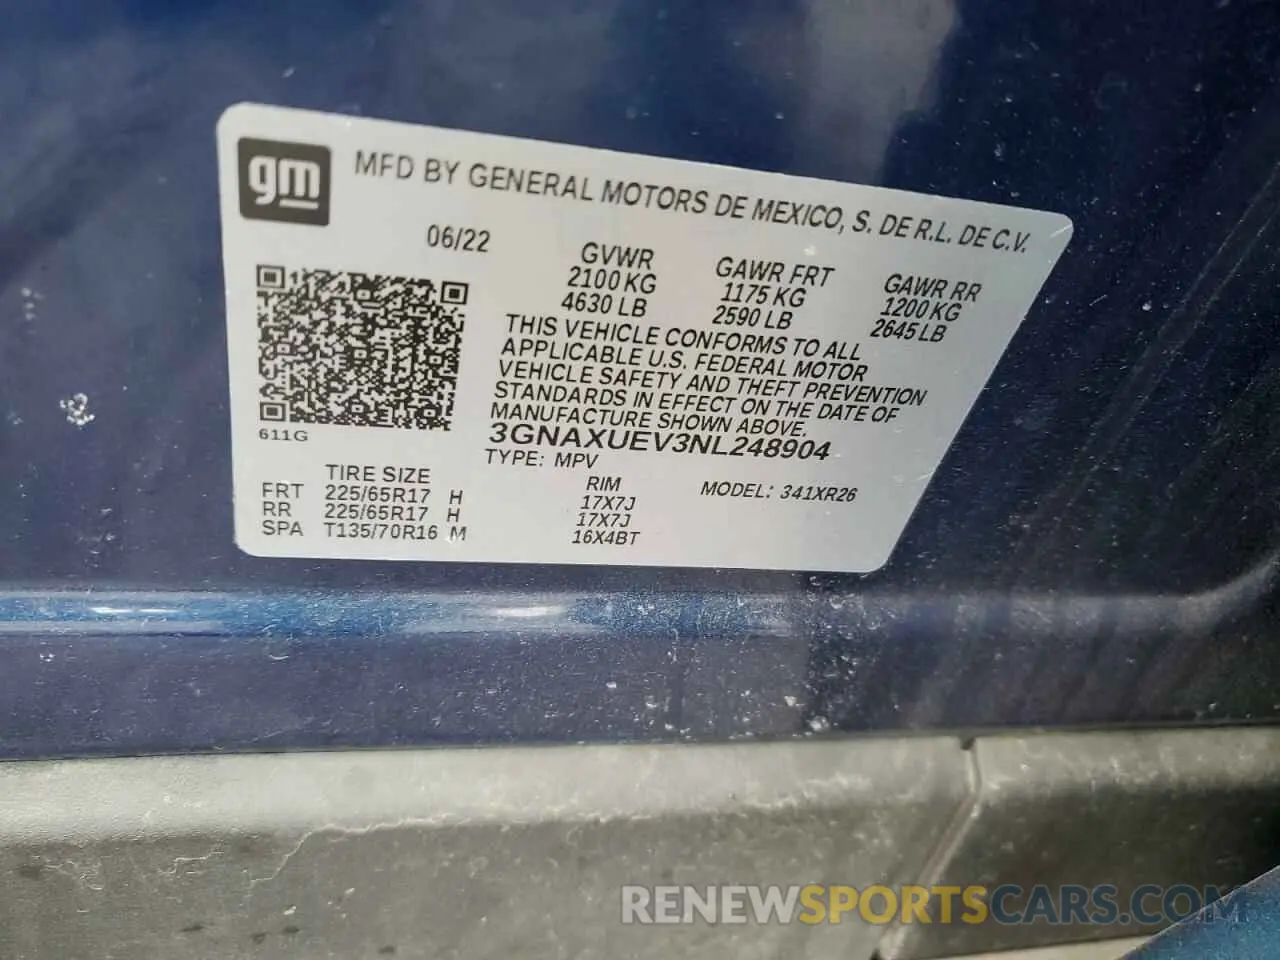 gm
MFD BY GENERAL MOTORS DE MEXICO, S. DE R.L. DE C.V.
06/22
GVWR GAWR FRT GAWR RR
2100 KG 1175 KG 1200 KG
4630 LB 2590 LB 2645 LB
THIS VEHICLE CONFORMS TO ALL
APPLICABLE U.S. FEDERAL MOTOR
VEHICLE SAFETY AND THEFT PREVENTION
STANDARDS IN EFFECT ON THE DATE OF
MANUFACTURE SHOWN ABOVE.
611G
3GNAXUEV3NL248904
TYPE: MPV
TIRE SIZE RIM MODEL: 341XR26
FRT 225/65R17 H 17X7J
RR 225/65R17 H 17X7J
SPA T135/70R16 M 16X4BT
RENEWSPORTSCARS.COM